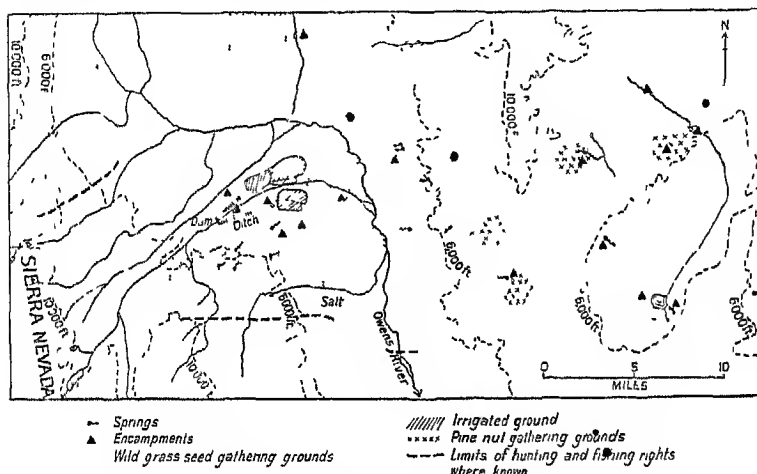 10000ft
6000ft
10000ft
N
Dam
Ditch
6000ft
SIERRA NEVADA
10000ft
6000ft
10000
Salt
Owens River
6000ft
6000ft
0 5 10
MILES
Springs
Encampments
Wild grass seed gathering grounds
Irrigated ground
Pine nut gathering grounds
Limits of hunting and fishing rights
where known